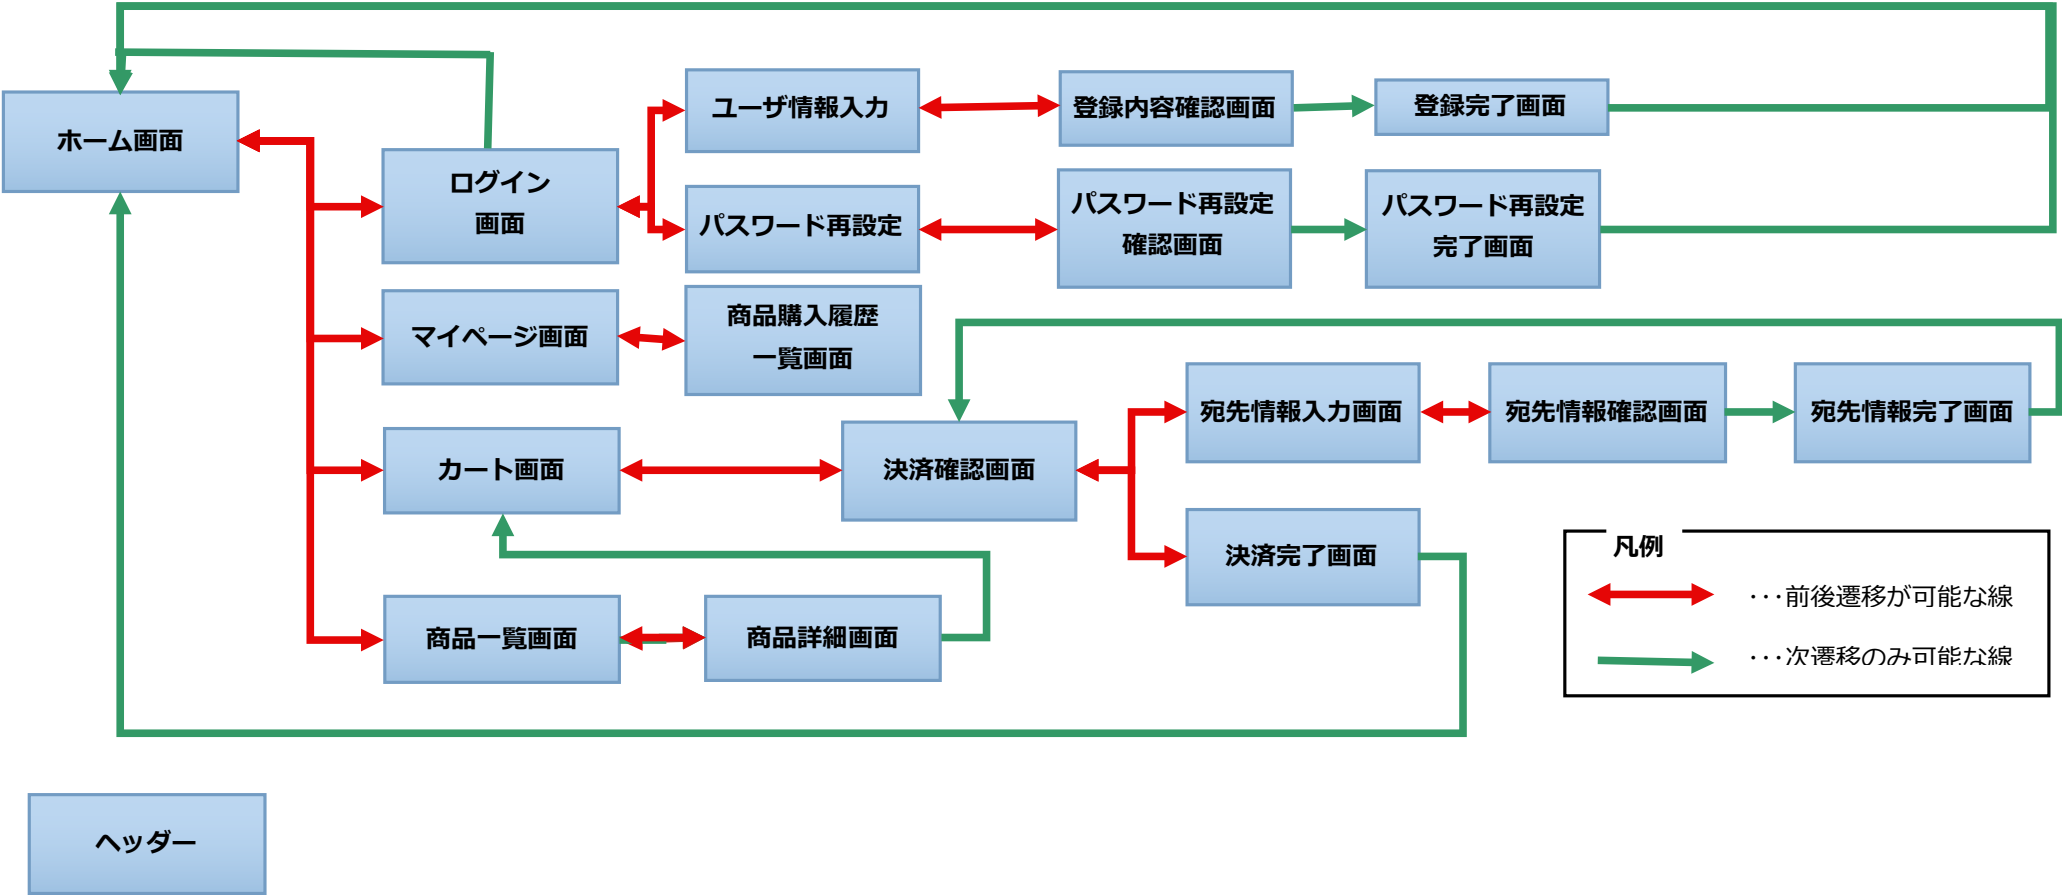 ホーム画面
ログイン
画面
ユーザ情報入力
登録内容確認画面
登録完了画面
パスワード再設定
パスワード再設定
確認画面
パスワード再設定
完了画面
マイページ画面
商品購入履歴
一覧画面
カート画面
決済確認画面
宛先情報入力画面
宛先情報確認画面
宛先情報完了画面
決済完了画面
商品一覧画面
商品詳細画面
凡例
･･･前後遷移が可能な線
･･･次遷移のみ可能な線
ヘッダー